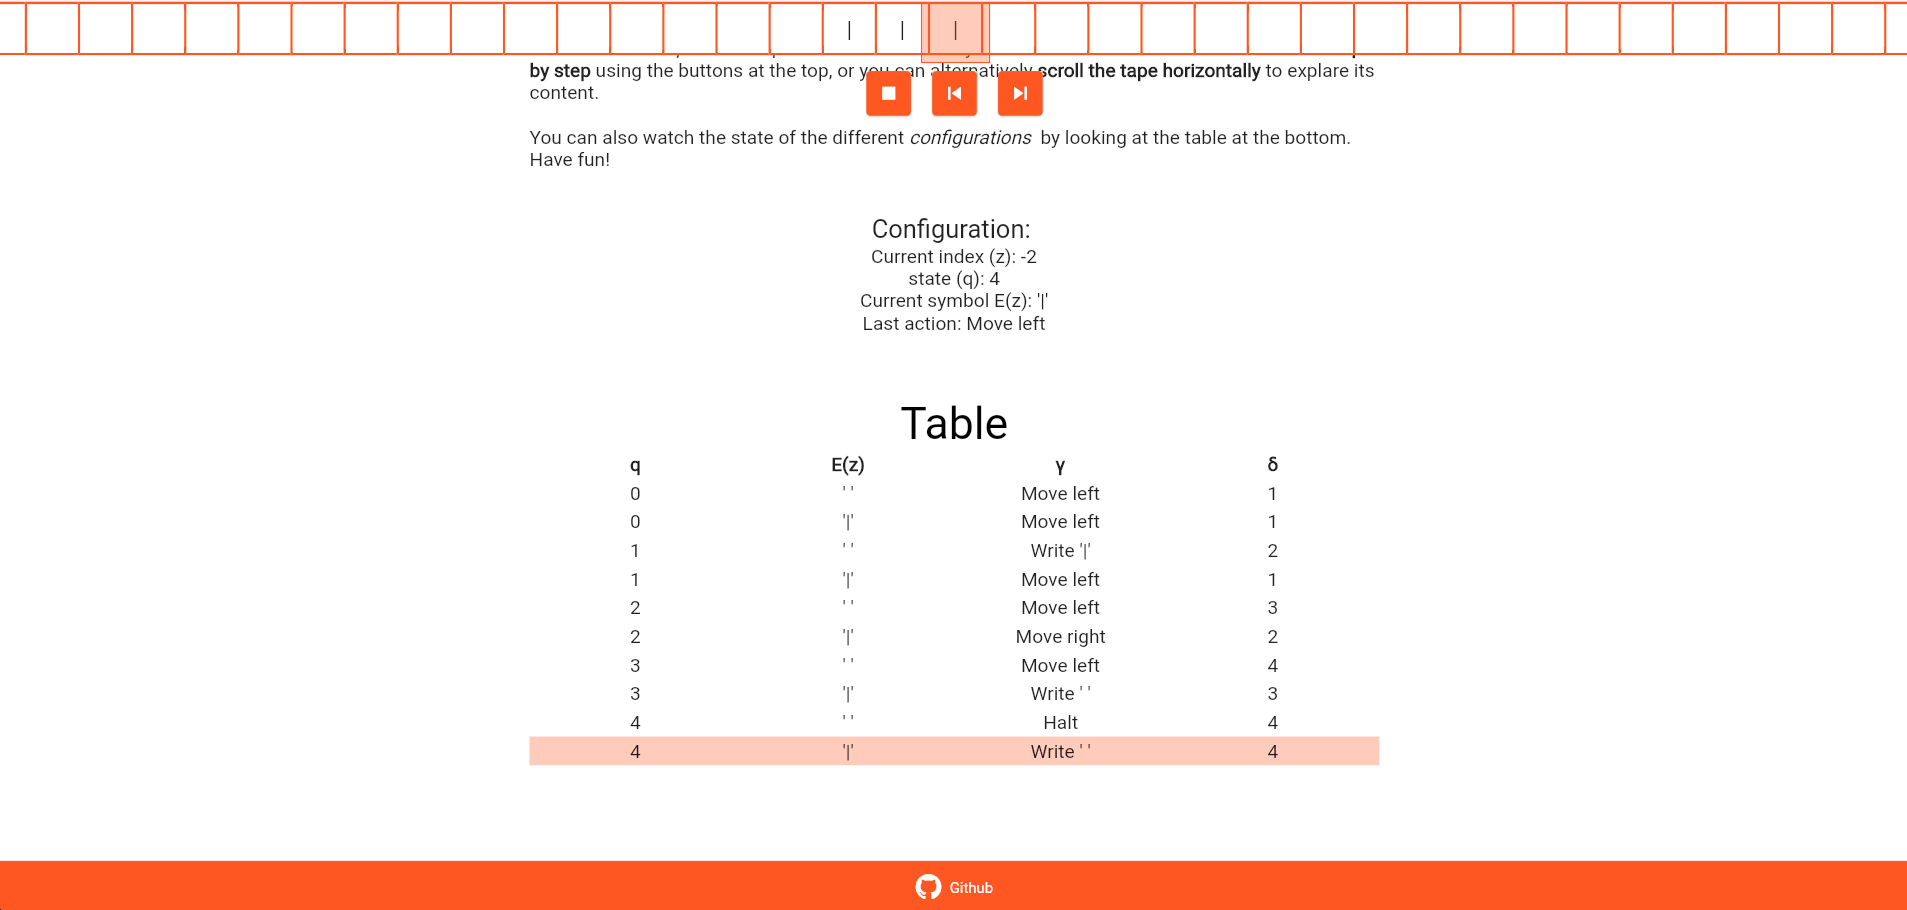 | | |
by step using the buttons at the top, or you can alternatively scroll the tape horizontally to explare its
content.
You can also watch the state of the different configurations by looking at the table at the bottom.
Have fun!
Configuration:
Current index (z): -2
state (q): 4
Current symbol E(z): '|'
Last action: Move left
Table
q E(z) γ δ
0 ' ' Move left 1
0 '|' Move left 1
1 ' ' Write '|' 2
1 '|' Move left 1
2 ' ' Move left 3
2 '|' Move right 2
3 ' ' Move left 4
3 '|' Write ' ' 3
4 ' ' Halt 4
4 '|' Write ' ' 4
Github